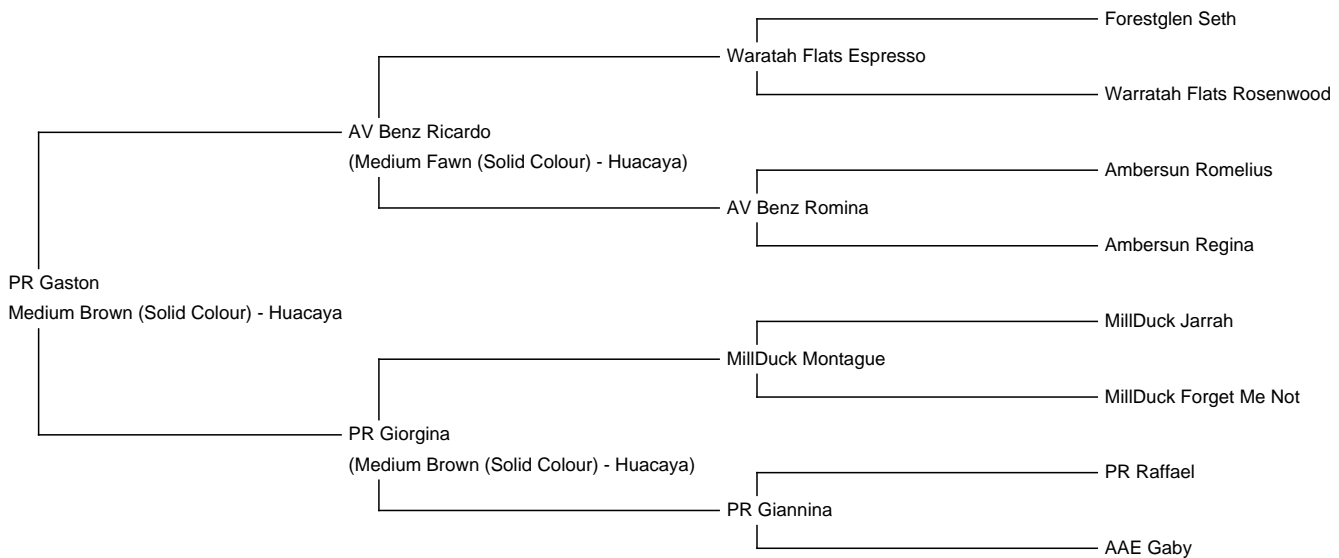 Forestglen Seth
Waratah Flats Espresso
Warratah Flats Rosenwood
AV Benz Ricardo
(Medium Fawn (Solid Colour) - Huacaya)
Ambersun Romelius
AV Benz Romina
Ambersun Regina
PR Gaston
Medium Brown (Solid Colour) - Huacaya
MillDuck Jarrah
MillDuck Montague
MillDuck Forget Me Not
PR Giorgina
(Medium Brown (Solid Colour) - Huacaya)
PR Raffael
PR Giannina
AAE Gaby